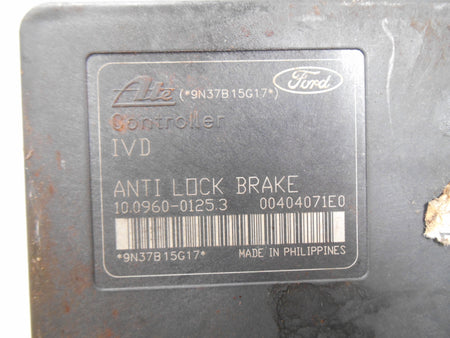 Ate (*9N37B15G17*) Ford
Controller
IVD
ANTI LOCK BRAKE
10.0960-0125.3 00404071E0
*9N37B15G17* MADE IN PHILIPPINES